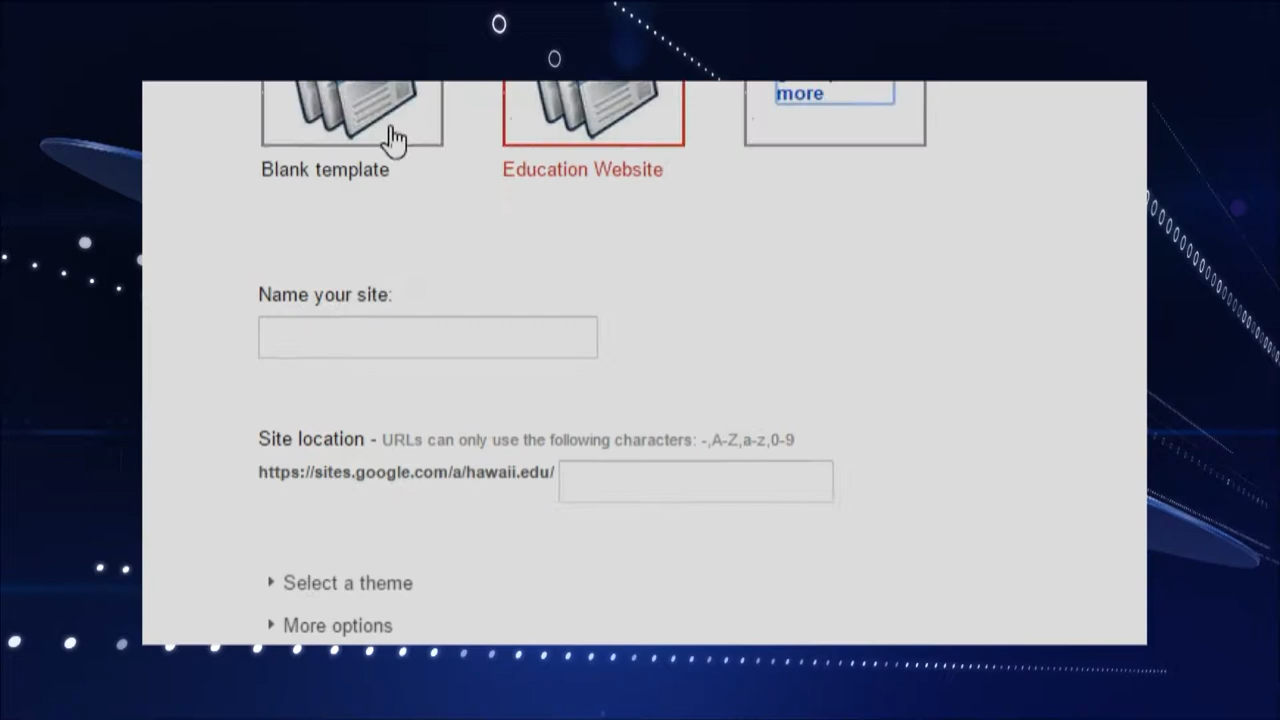 more
Blank template
Education Website
Name your site:
Site location - URLs can only use the following characters: -,A-Z,a-z,0-9
https://sites.google.com/a/hawaii.edu/
Select a theme
More options